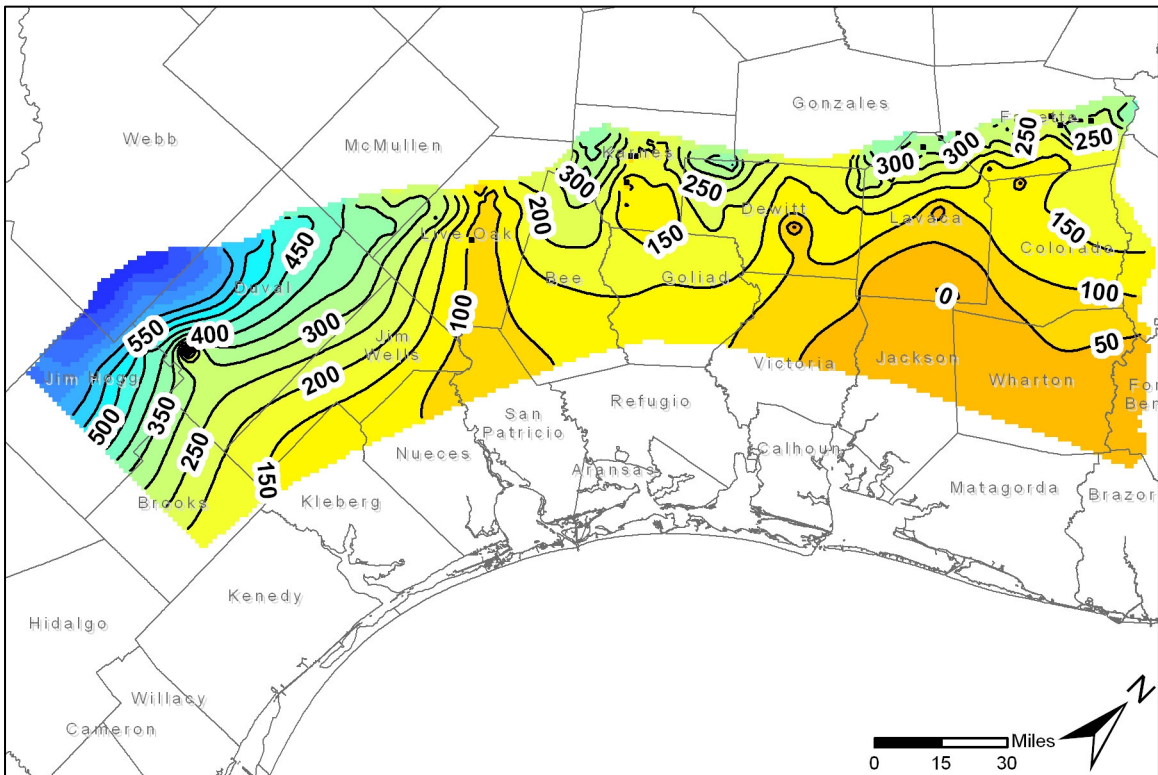 Gonzales
Webb
McMullen
Karnes
Fayette
250
250
300
300
300
250
200
Dewitt
Lavaca
Live Oak
150
150
Colorado
450
Duval
Bee
Goliad
100
0
100
550
400
300
Jim
Wells
50
Jim Hogg
200
Victoria
Jackson
Wharton
350
500
250
San
Patricio
Refugio
Nueces
Calhoun
Aransas
150
Brooks
Kleberg
Matagorda
Brazor
Kenedy
Hidalgo
Willacy
Cameron
N
Miles
0 15 30